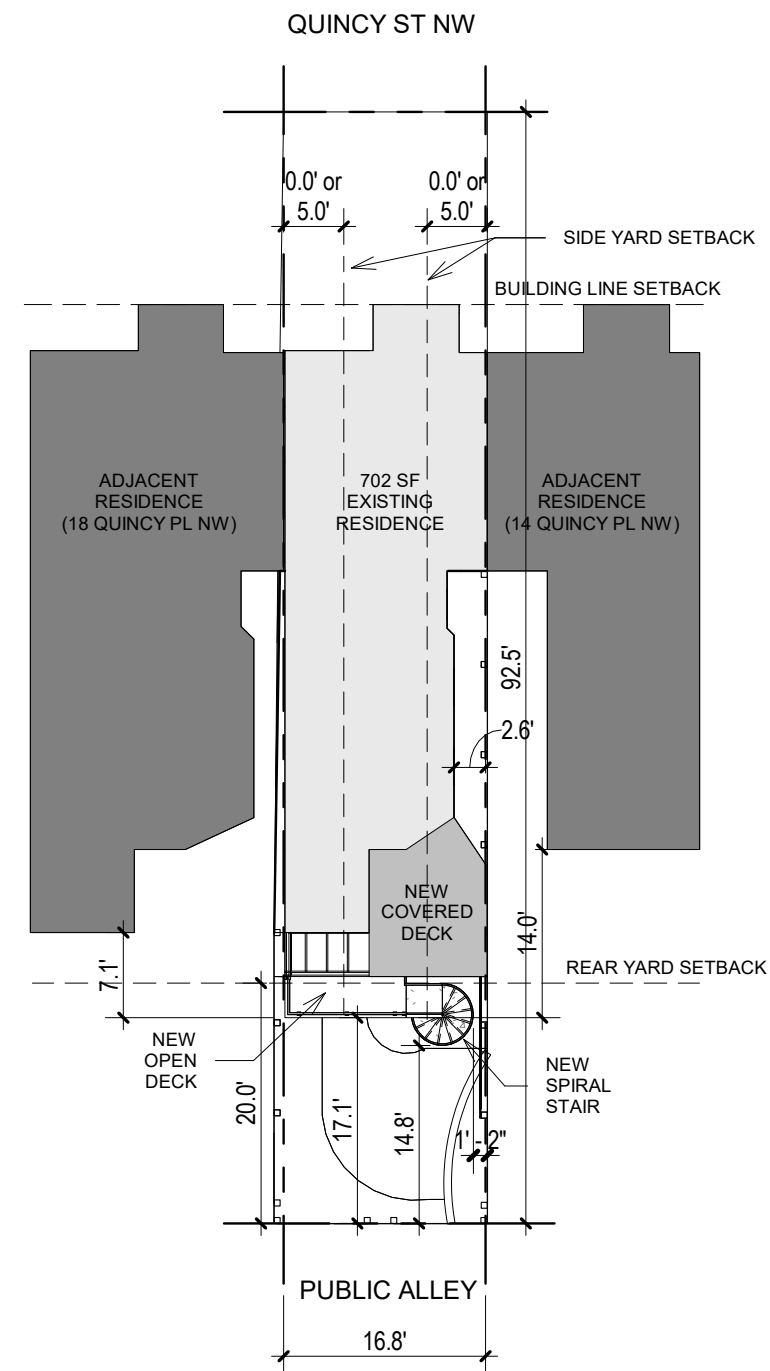 QUINCY ST NW
0.0' or
5.0'
0.0' or
5.0'
SIDE YARD SETBACK
BUILDING LINE SETBACK
ADJACENT
RESIDENCE
(18 QUINCY PL NW)
702 SF
EXISTING
RESIDENCE
ADJACENT
RESIDENCE
(14 QUINCY PL NW)
92.5'
2.6'
NEW
COVERED
DECK
14.0'
7.1'
REAR YARD SETBACK
NEW
OPEN
DECK
NEW
SPIRAL
STAIR
20.0'
17.1'
14.8'
1' - 2"
PUBLIC ALLEY
16.8'